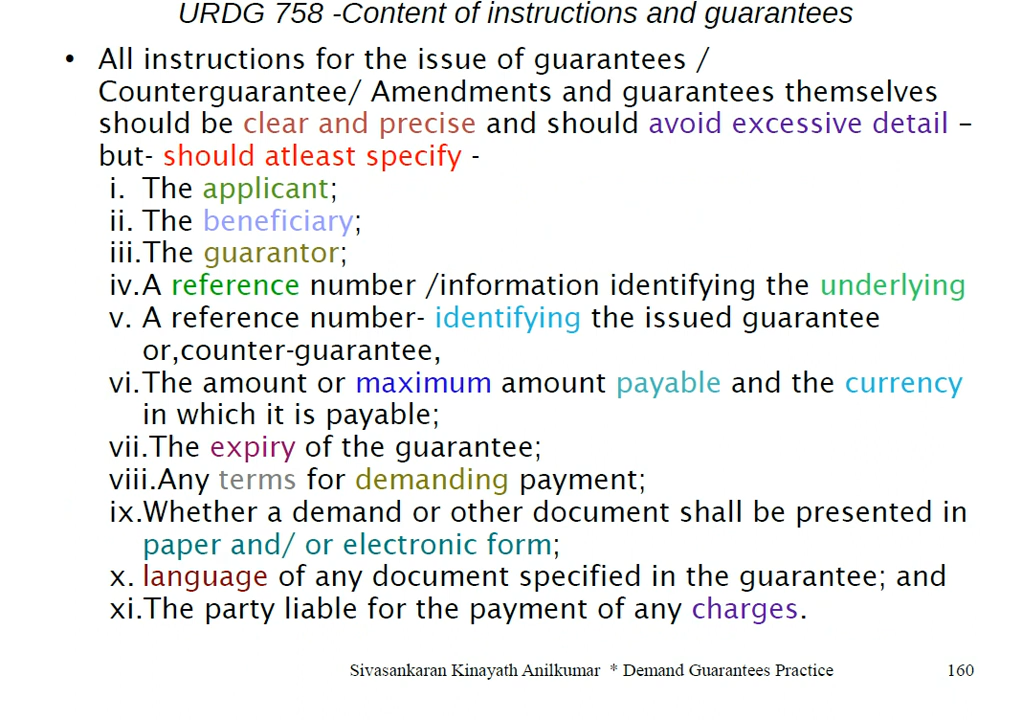 URDG 758 -Content of instructions and guarantees
• All instructions for the issue of guarantees /
Counterguarantee/ Amendments and guarantees themselves
should be clear and precise and should avoid excessive detail –
but- should atleast specify -
i. The applicant;
ii. The beneficiary;
iii.The guarantor;
iv.A reference number /information identifying the underlying
v. A reference number- identifying the issued guarantee
or,counter-guarantee,
vi.The amount or maximum amount payable and the currency
in which it is payable;
vii.The expiry of the guarantee;
viii.Any terms for demanding payment;
ix.Whether a demand or other document shall be presented in
paper and/ or electronic form;
x. language of any document specified in the guarantee; and
xi.The party liable for the payment of any charges.
Sivasankaran Kinayath Anilkumar * Demand Guarantees Practice 160